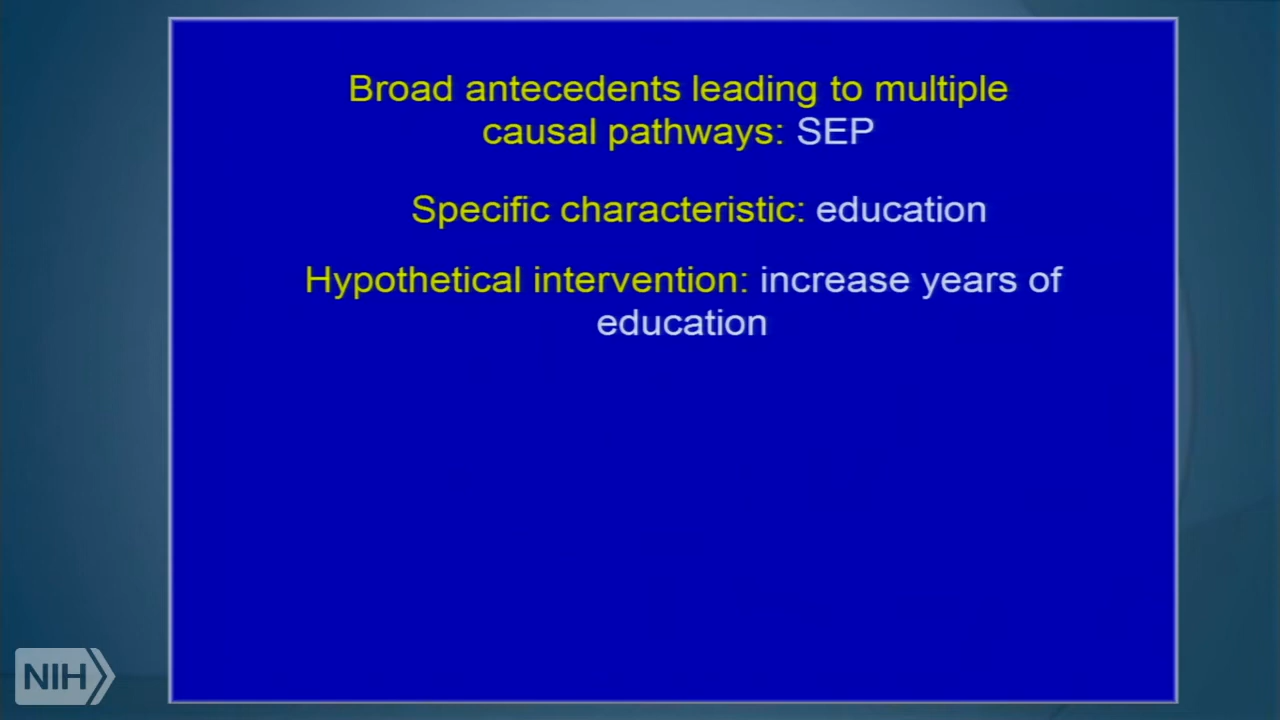 Broad antecedents leading to multiple
causal pathways: SEP
Specific characteristic: education
Hypothetical intervention: increase years of
education
NIH